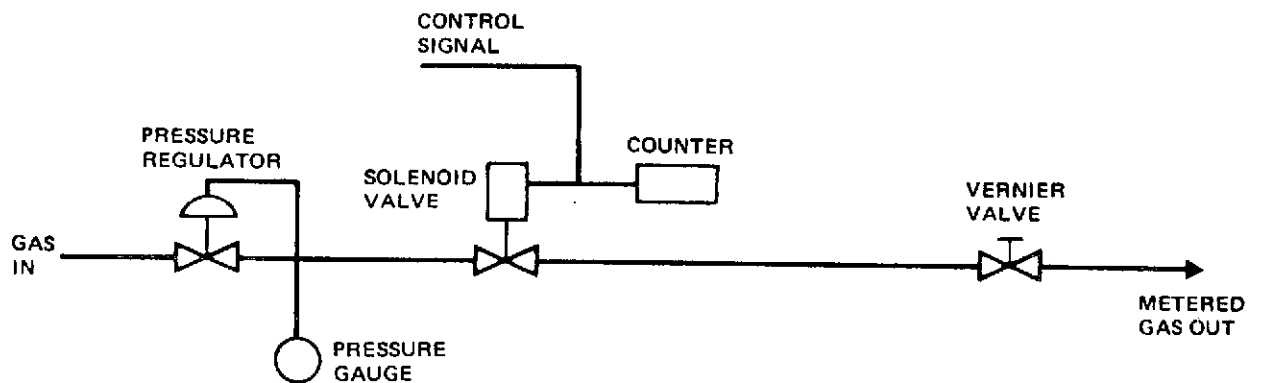 CONTROL
SIGNAL
PRESSURE
REGULATOR
COUNTER
SOLENOID
VALVE
VERNIER
VALVE
GAS
IN
METERED
GAS OUT
PRESSURE
GAUGE